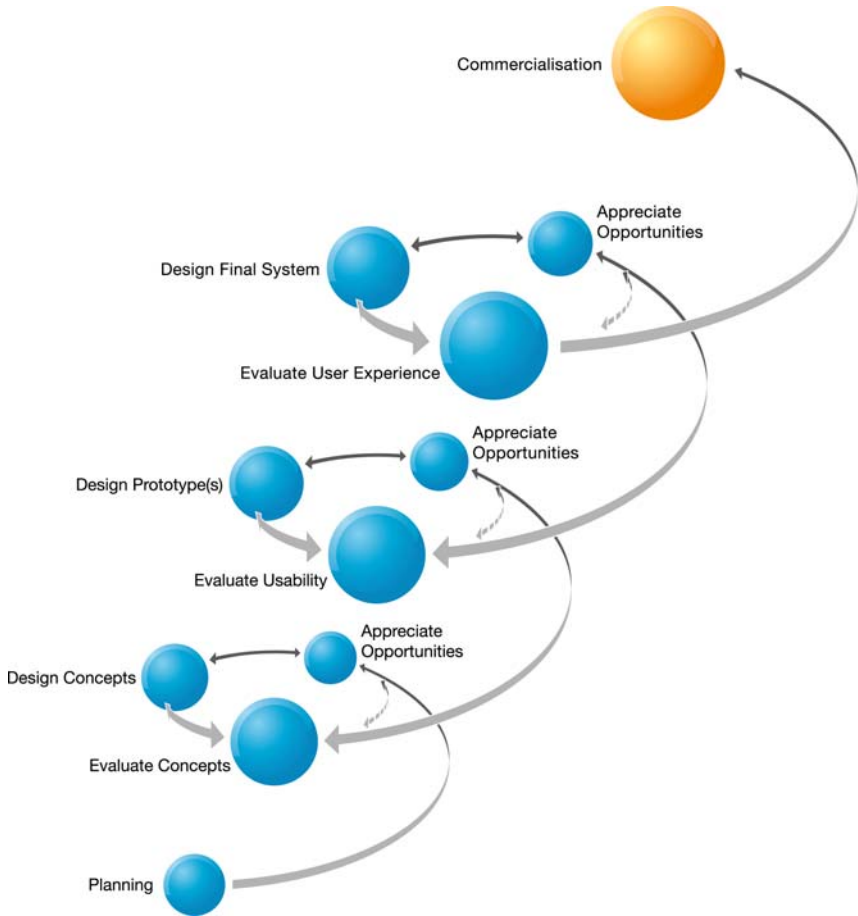 Commercialisation
Appreciate
Opportunities
Design Final System
Evaluate User Experience
Appreciate
Opportunities
Design Prototype(s)
Evaluate Usability
Appreciate
Opportunities
Design Concepts
Evaluate Concepts
Planning